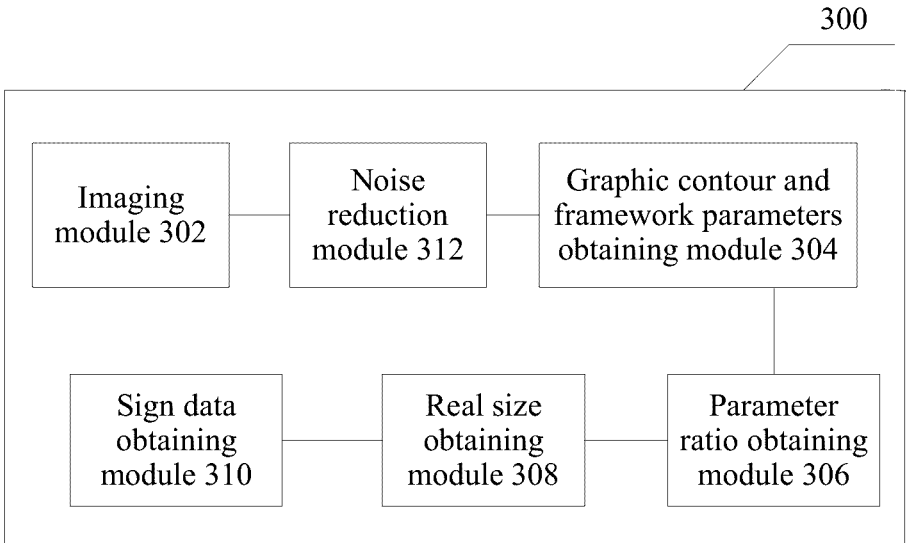 300
Imaging
module 302
Noise
reduction
module 312
Graphic contour and
framework parameters
obtaining module 304
Sign data
obtaining
module 310
Real size
obtaining
module 308
Parameter
ratio obtaining
module 306